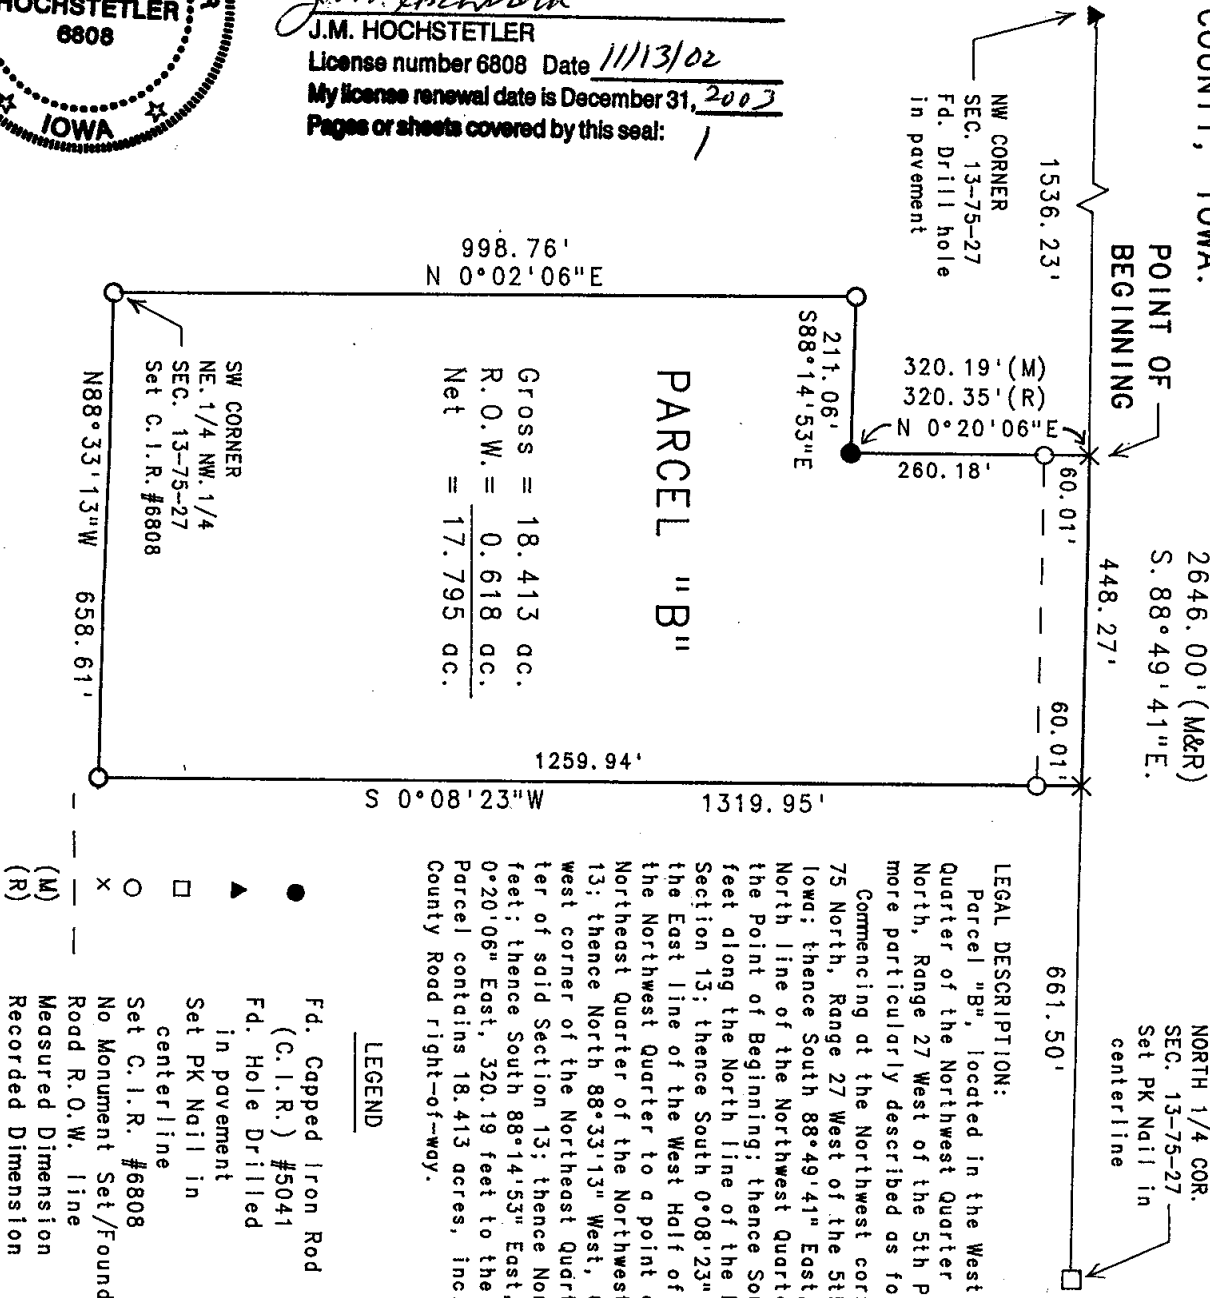 HOCHSTETLER
6808
IOWA
J.M. HOCHSTETLER
License number 6808 Date 11/13/02
My license renewal date is December 31, 2003
Pages or sheets covered by this seal:
1
COUNTY, IOWA.
NW CORNER
SEC. 13-75-27
Fd. Drill hole
in pavement
1536.23'
POINT OF
BEGINNING
2646.00'(M&R)
S. 88°49'41"E.
448.27'
661.50'
NORTH 1/4 COR.
SEC. 13-75-27
Set PK Nail in
centerline
998.76'
N 0°02'06"E
211.06'
S88°14'53"E
320.19'(M)
320.35'(R)
N 0°20'06"E
260.18'
60.01'
60.01'
PARCEL "B"
Gross = 18.413 ac.
R.O.W. = 0.618 ac.
Net = 17.795 ac.
SW CORNER
NE.1/4 NW.1/4
SEC. 13-75-27
Set C.I.R. #6808
N88°33'13"W 658.61'
1259.94'
S 0°08'23"W
1319.95'
LEGAL DESCRIPTION:
Parcel "B", located in the West
Quarter of the Northwest Quarter
North, Range 27 West of the 5th P
more particularly described as fo
Commencing at the Northwest cor
75 North, Range 27 West of the 5t
Iowa; thence South 88°49'41" East,
North line of the Northwest Quart
the Point of Beginning; thence So
feet along the North line of the
Section 13; thence South 0°08'23"
the East line of the West Half of
the Northwest Quarter to a point
Northeast Quarter of the Northwest
13; thence North 88°33'13" West,
west corner of the Northeast Quar
ter of said Section 13; thence Nor
feet; thence South 88°14'53" East,
0°20'06" East, 320.19 feet to the
Parcel contains 18.413 acres, inc
County Road right-of-way.
LEGEND
Fd. Capped Iron Rod
(C.I.R.) #5041
Fd. Hole Drilled
in pavement
Set PK Nail in
centerline
Set C.I.R. #6808
No Monument Set/Found
Road R.O.W. line
(M) Measured Dimension
(R) Recorded Dimension